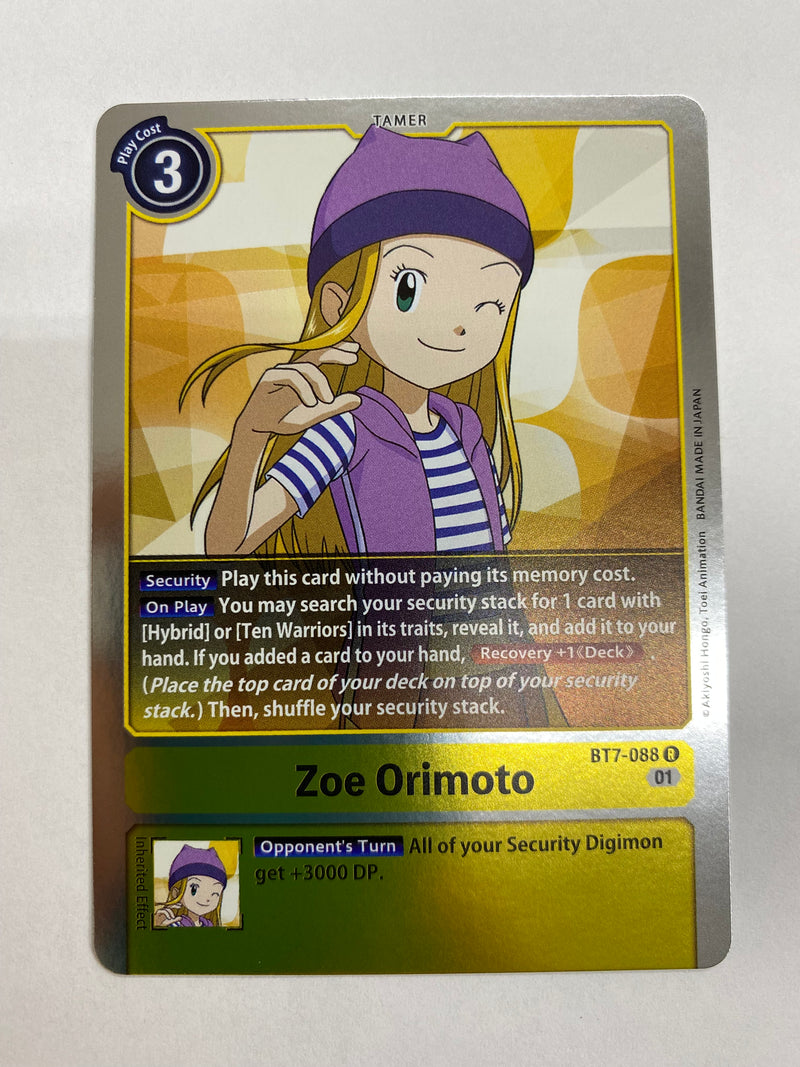 TAMER
Play Cost
3
Security Play this card without paying its memory cost.
On Play You may search your security stack for 1 card with
[Hybrid] or [Ten Warriors] in its traits, reveal it, and add it to your
hand. If you added a card to your hand, Recovery +1《Deck》 .
(Place the top card of your deck on top of your security
stack.) Then, shuffle your security stack.
©Akiyoshi Hongo, Toei Animation BANDAI MADE IN JAPAN
BT7-088 R
Zoe Orimoto
01
Inherited Effect
Opponent's Turn All of your Security Digimon
get +3000 DP.